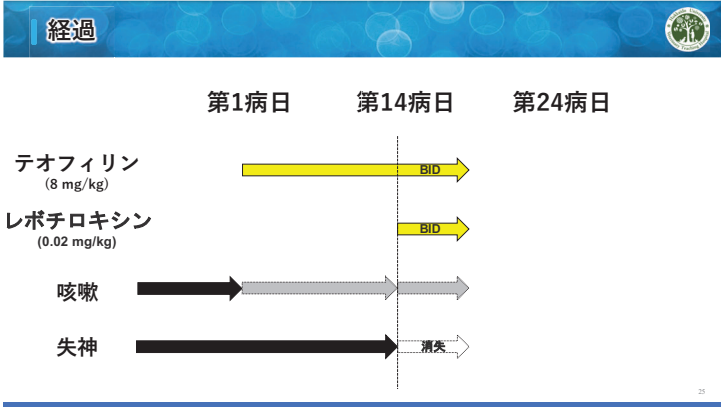 経過
第1病日 第14病日 第24病日
テオフィリン
(8 mg/kg)
BID
レボチロキシン
(0.02 mg/kg)
BID
咳嗽
失神
消失
25